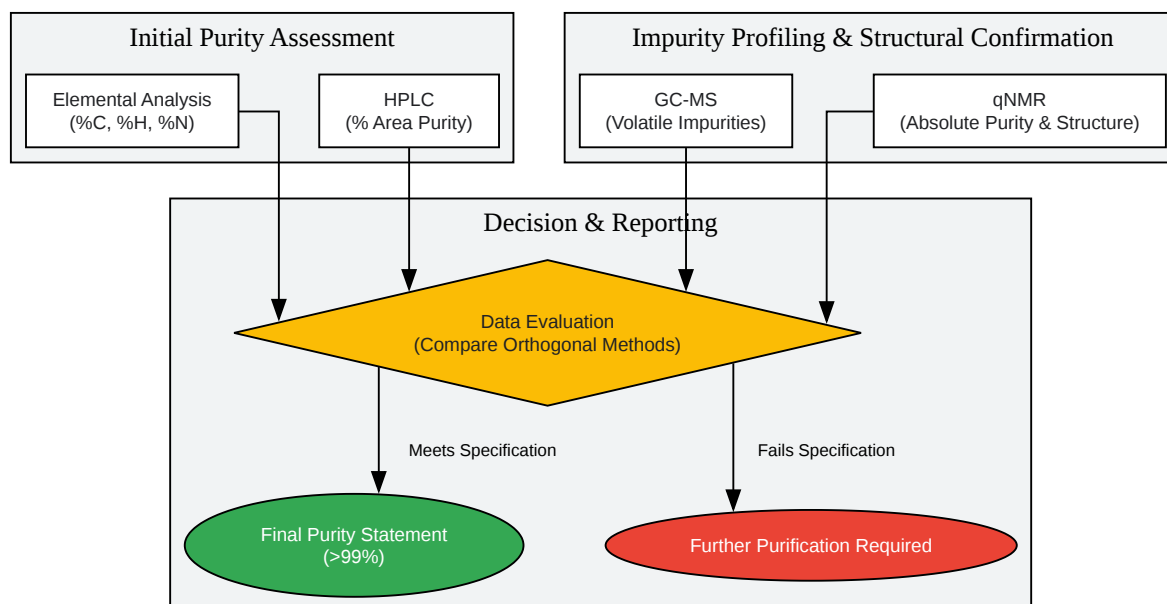 Initial Purity Assessment
Elemental Analysis
(%C, %H, %N)
HPLC
(% Area Purity)
Impurity Profiling & Structural Confirmation
GC-MS
(Volatile Impurities)
qNMR
(Absolute Purity & Structure)
Decision & Reporting
Data Evaluation
(Compare Orthogonal Methods)
Meets Specification
Fails Specification
Final Purity Statement
(>99%)
Further Purification Required